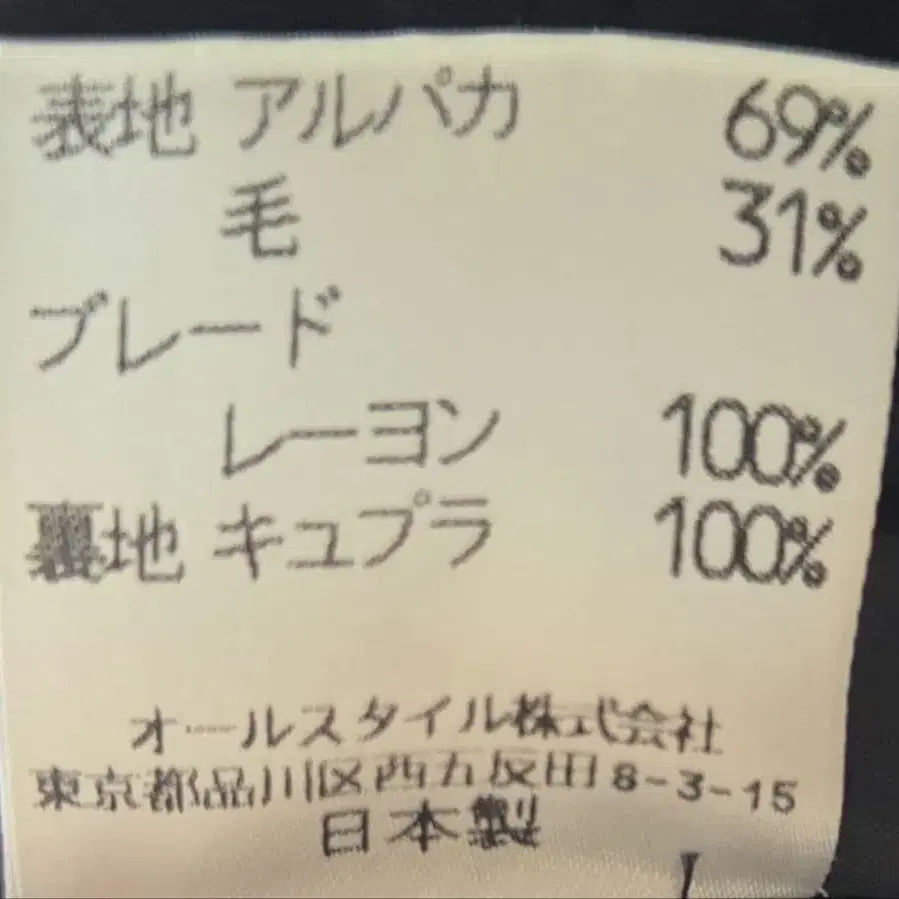 表地 アルパカ 69%
毛 31%
ブレード
レーヨン 100%
裏地 キュプラ 100%
オールスタイル株式会社
東京都品川区西五反田8-3-15
日本製